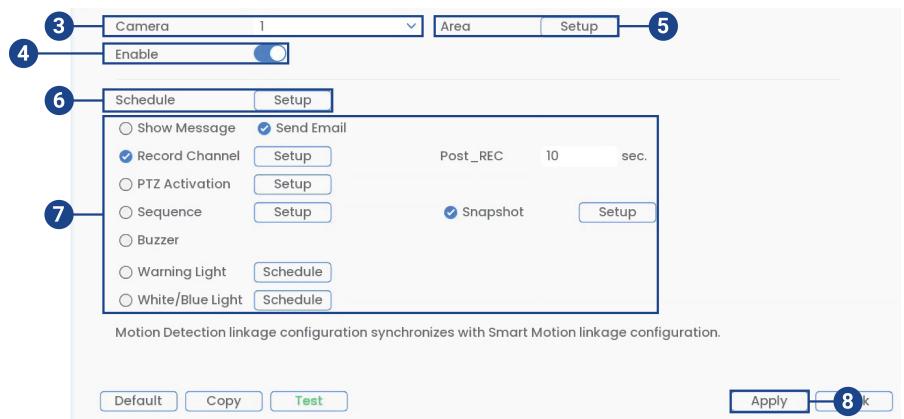 3 Camera 1 Area Setup 5
4 Enable
6 Schedule Setup
Show Message Send Email
Record Channel Setup Post_REC 10 sec.
PTZ Activation Setup
7 Sequence Setup Snapshot Setup
Buzzer
Warning Light Schedule
White/Blue Light Schedule
Motion Detection linkage configuration synchronizes with Smart Motion linkage configuration.
Default Copy Test Apply 8